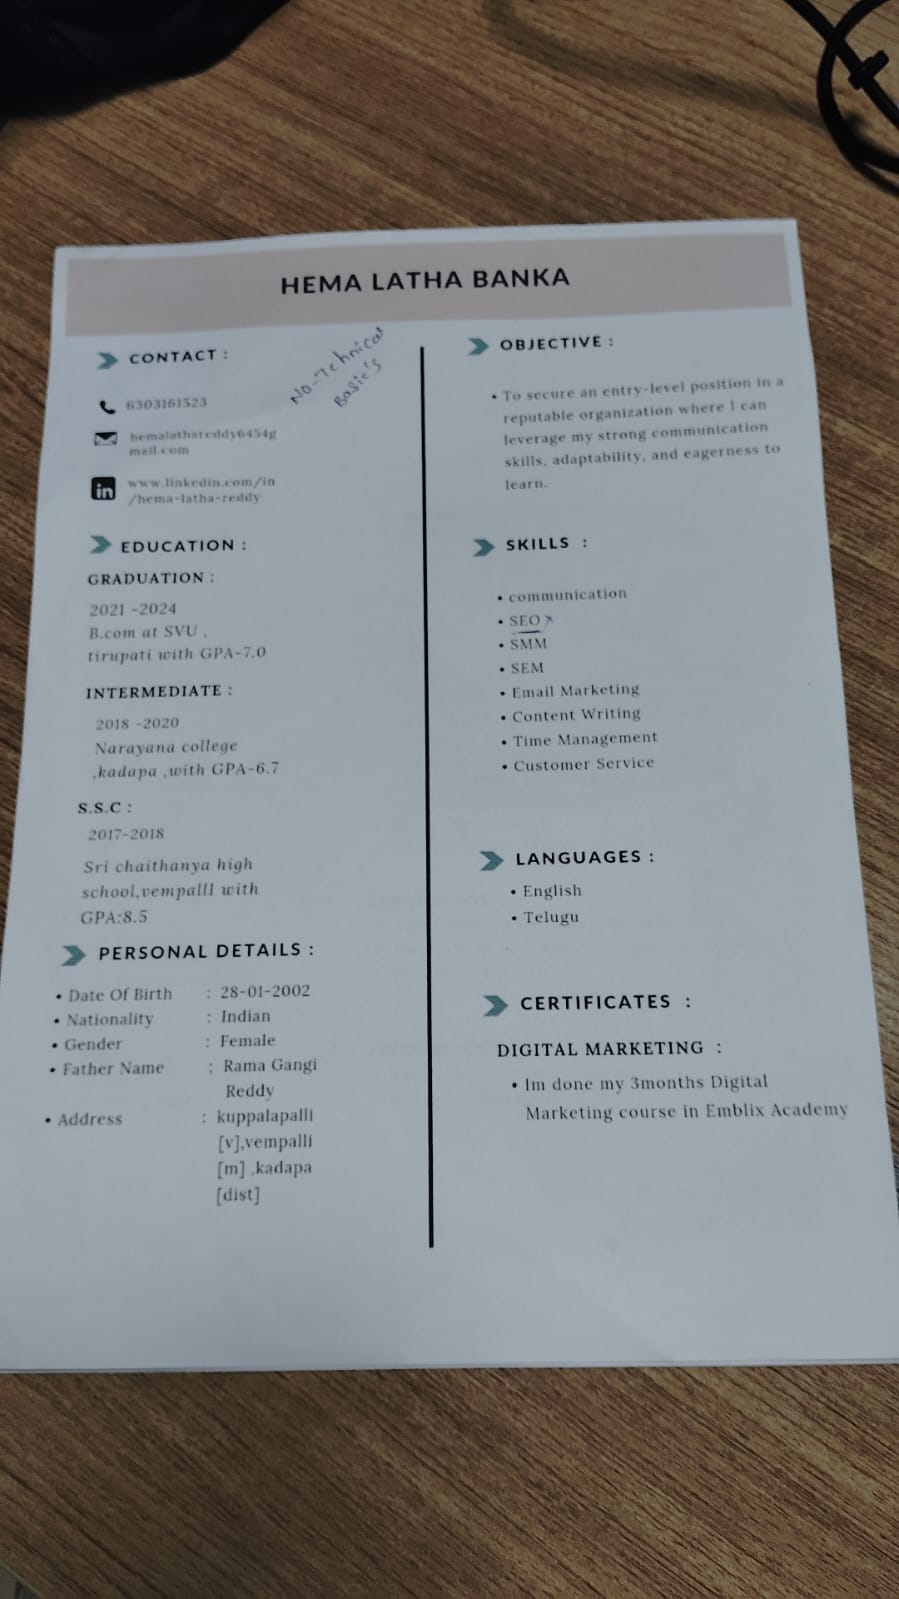 HEMA LATHA BANKA
CONTACT :
No-Tehnical
Basic's
6303161523
hemalathareddy6454g
mail.com
in
www.linkedin.com/in
/hema-latha-reddy
EDUCATION :
GRADUATION :
2021 -2024
B.com at SVU ,
tirupati with GPA-7.0
INTERMEDIATE :
2018 -2020
Narayana college
,kadapa ,with GPA-6.7
S.S.C :
2017-2018
Sri chaithanya high
school,vempalll with
GPA:8.5
PERSONAL DETAILS :
• Date Of Birth : 28-01-2002
• Nationality : Indian
• Gender : Female
• Father Name : Rama Gangi
Reddy
• Address : kuppalapalli
[v],vempalli
[m] ,kadapa
[dist]
OBJECTIVE :
• To secure an entry-level position in a
reputable organization where I can
leverage my strong communication
skills, adaptability, and eagerness to
learn.
SKILLS :
• communication
• SEO x
• SMM
• SEM
• Email Marketing
• Content Writing
• Time Management
• Customer Service
LANGUAGES :
• English
• Telugu
CERTIFICATES :
DIGITAL MARKETING :
• Im done my 3months Digital
Marketing course in Emblix Academy